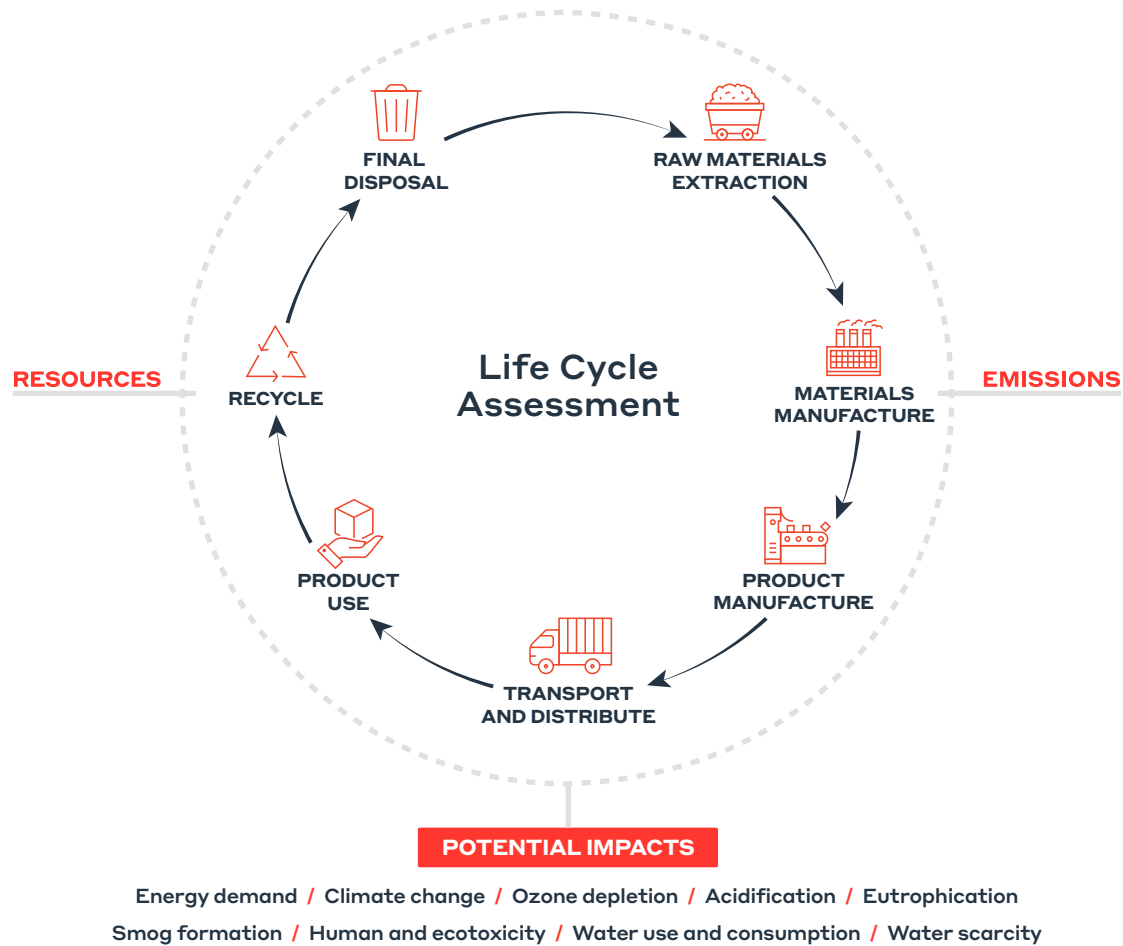 FINAL
DISPOSAL
RAW MATERIALS
EXTRACTION
Life Cycle
Assessment
RESOURCES
EMISSIONS
RECYCLE
MATERIALS
MANUFACTURE
PRODUCT
USE
PRODUCT
MANUFACTURE
TRANSPORT
AND DISTRIBUTE
POTENTIAL IMPACTS
Energy demand / Climate change / Ozone depletion / Acidification / Eutrophication
Smog formation / Human and ecotoxicity / Water use and consumption / Water scarcity